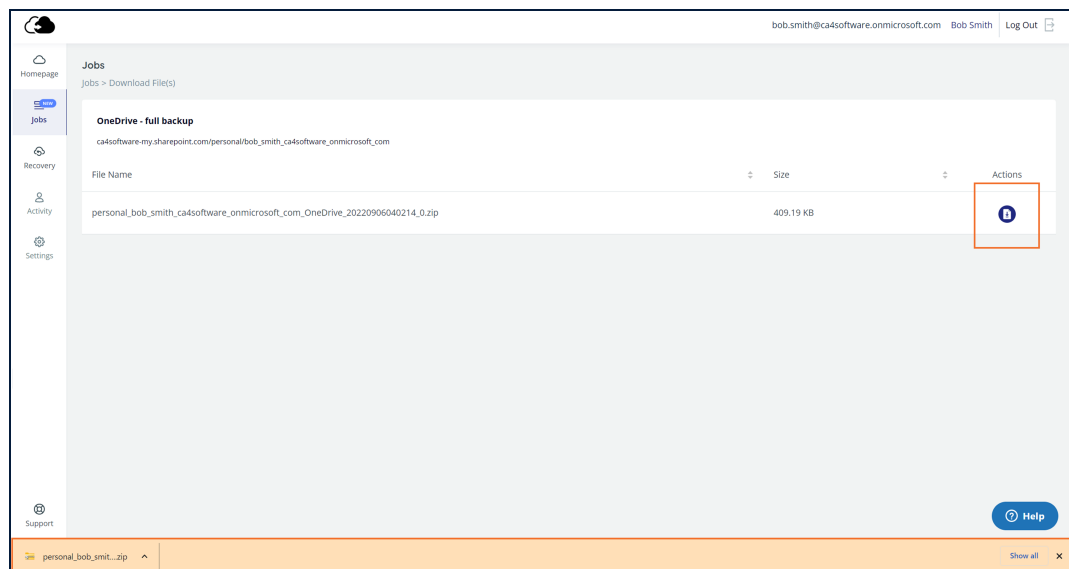 bob.smith@ca4software.onmicrosoft.com Bob Smith Log Out
Homepage
NEW
Jobs
Recovery
Activity
Settings
Support
Jobs
Jobs > Download File(s)
OneDrive - full backup
ca4software-my.sharepoint.com/personal/bob_smith_ca4software_onmicrosoft_com
File Name Size Actions
personal_bob_smith_ca4software_onmicrosoft_com_OneDrive_20220906040214_0.zip 409.19 KB
Help
personal_bob_smit....zip Show all